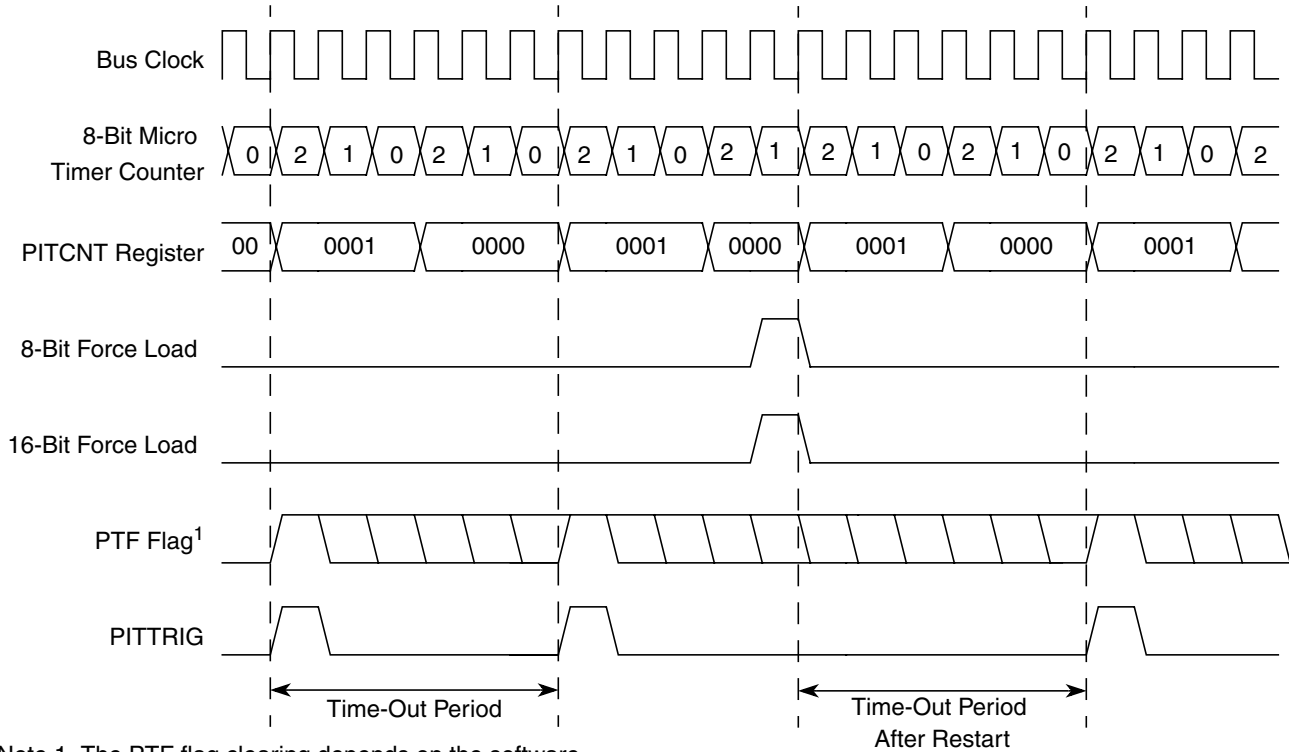 Bus Clock
8-Bit Micro
Timer Counter
0 2 1 0 2 1 0 2 1 0 2 1 2 1 0 2 1 0 2 1 0 2
PITCNT Register
00 0001 0000 0001 0000 0001 0000 0001
8-Bit Force Load
16-Bit Force Load
PTF Flag1
PITTRIG
Time-Out Period
Time-Out Period
After Restart
Note 1. The PTF flag clearing depends on the software